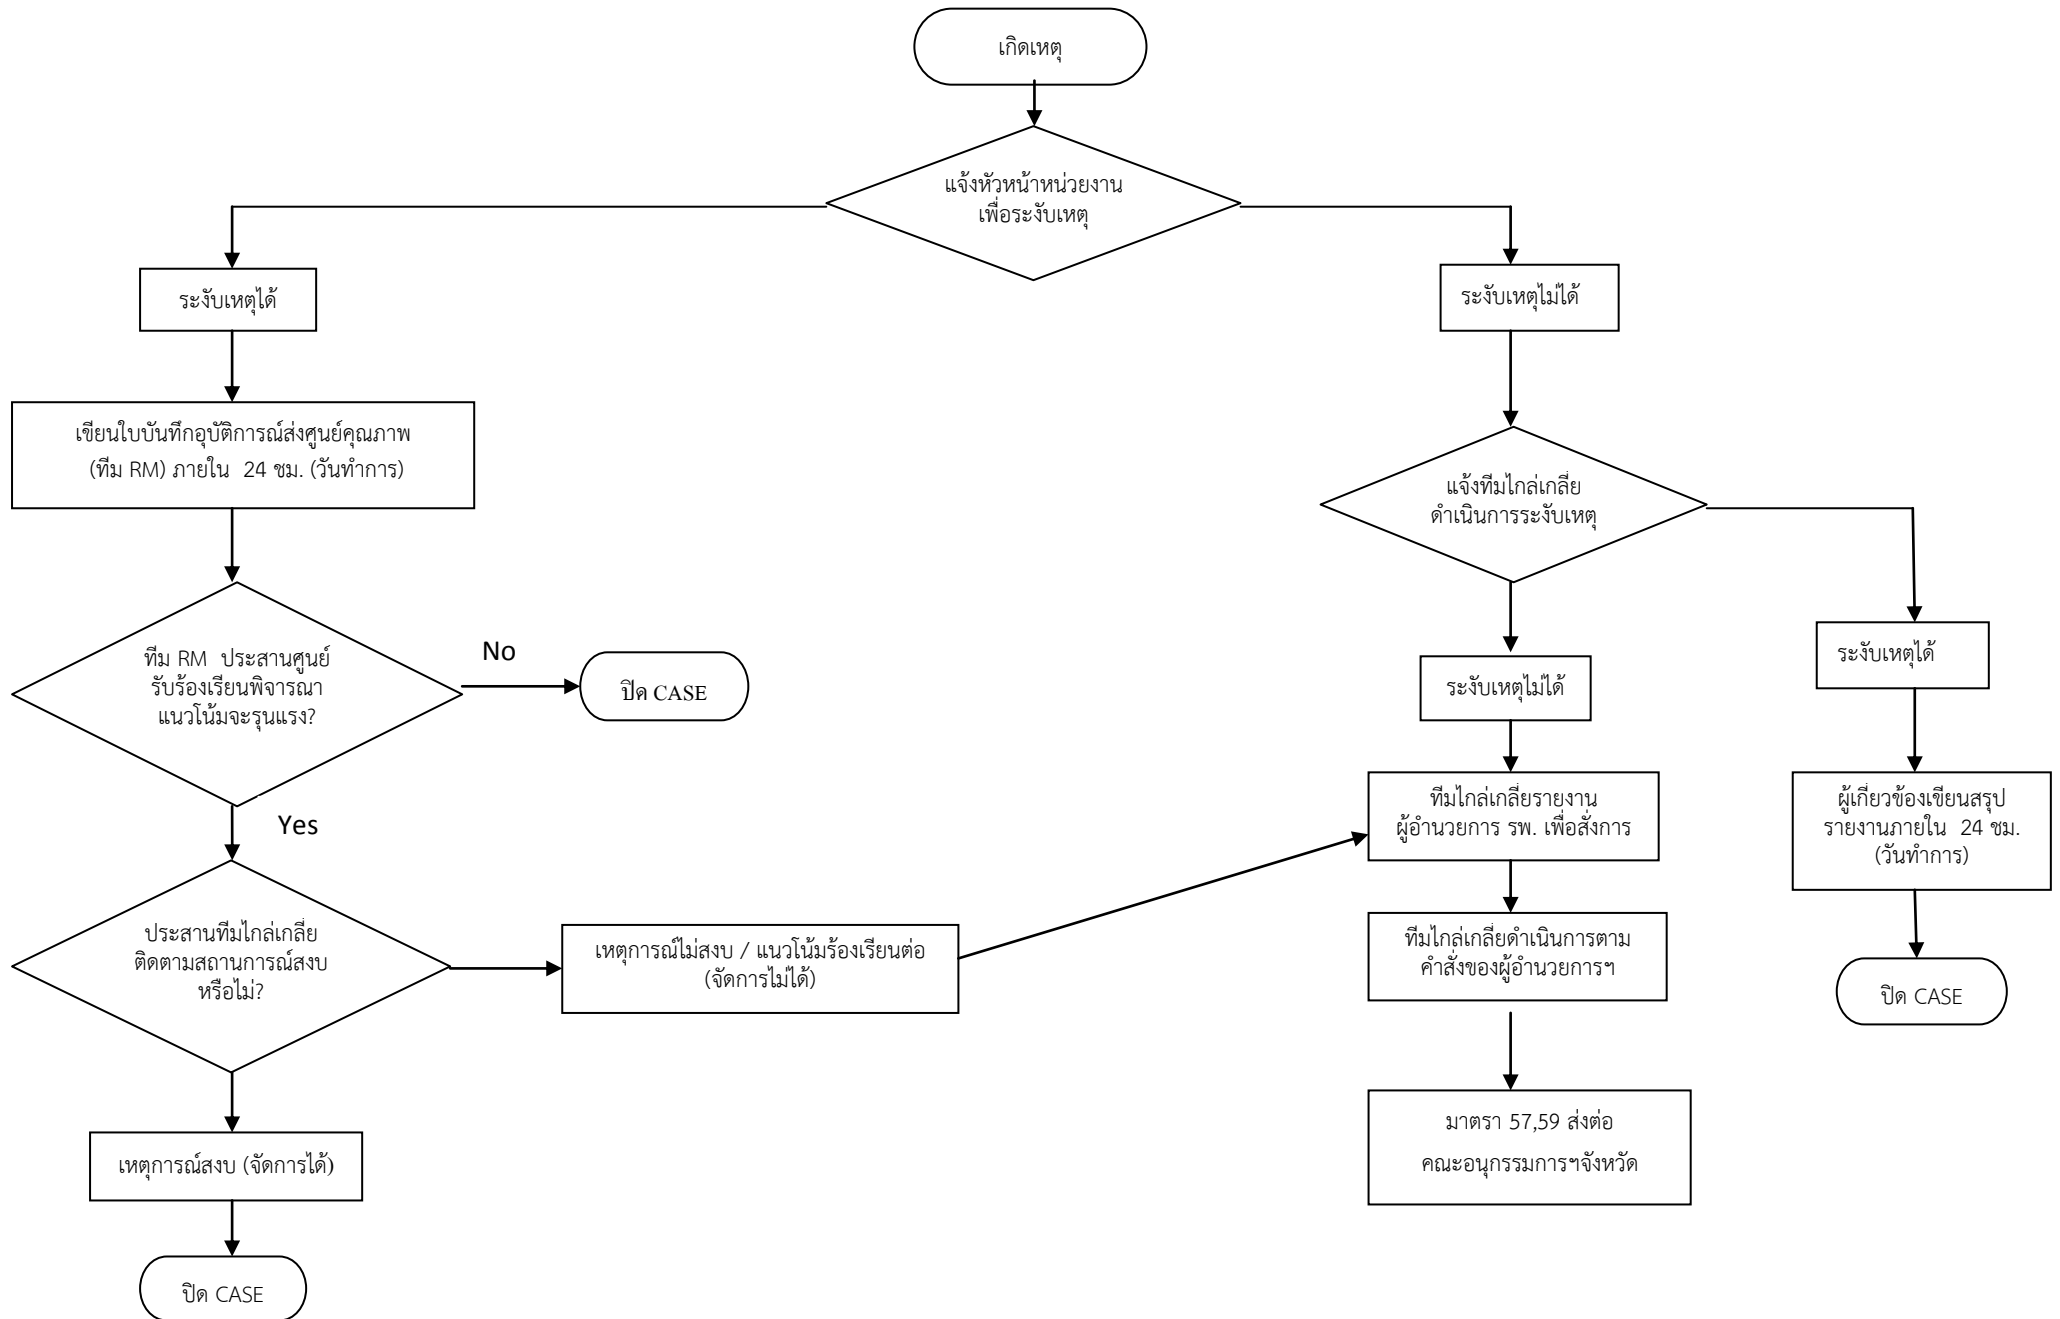 เกิดเหตุ
แจ้งหัวหน้าหน่วยงาน
เพื่อระงับเหตุ
ระงับเหตุได้
ระงับเหตุไม่ได้
เขียนใบบันทึกอุบัติการณ์ส่งศูนย์คุณภาพ
(ทีม RM) ภายใน 24 ชม. (วันทำการ)
แจ้งทีมไกล่เกลี่ย
ดำเนินการระงับเหตุ
ทีม RM ประสานศูนย์
รับร้องเรียนพิจารณา
แนวโน้มจะรุนแรง?
No
ปิด CASE
ระงับเหตุไม่ได้
ระงับเหตุได้
Yes
ทีมไกล่เกลี่ยรายงาน
ผู้อำนวยการ รพ. เพื่อสั่งการ
ผู้เกี่ยวข้องเขียนสรุป
รายงานภายใน 24 ชม.
(วันทำการ)
ประสานทีมไกล่เกลี่ย
ติดตามสถานการณ์สงบ
หรือไม่?
เหตุการณ์ไม่สงบ / แนวโน้มร้องเรียนต่อ
(จัดการไม่ได้)
ทีมไกล่เกลี่ยดำเนินการตาม
คำสั่งของผู้อำนวยการฯ
ปิด CASE
มาตรา 57,59 ส่งต่อ
คณะอนุกรรมการฯจังหวัด
เหตุการณ์สงบ (จัดการได้)
ปิด CASE